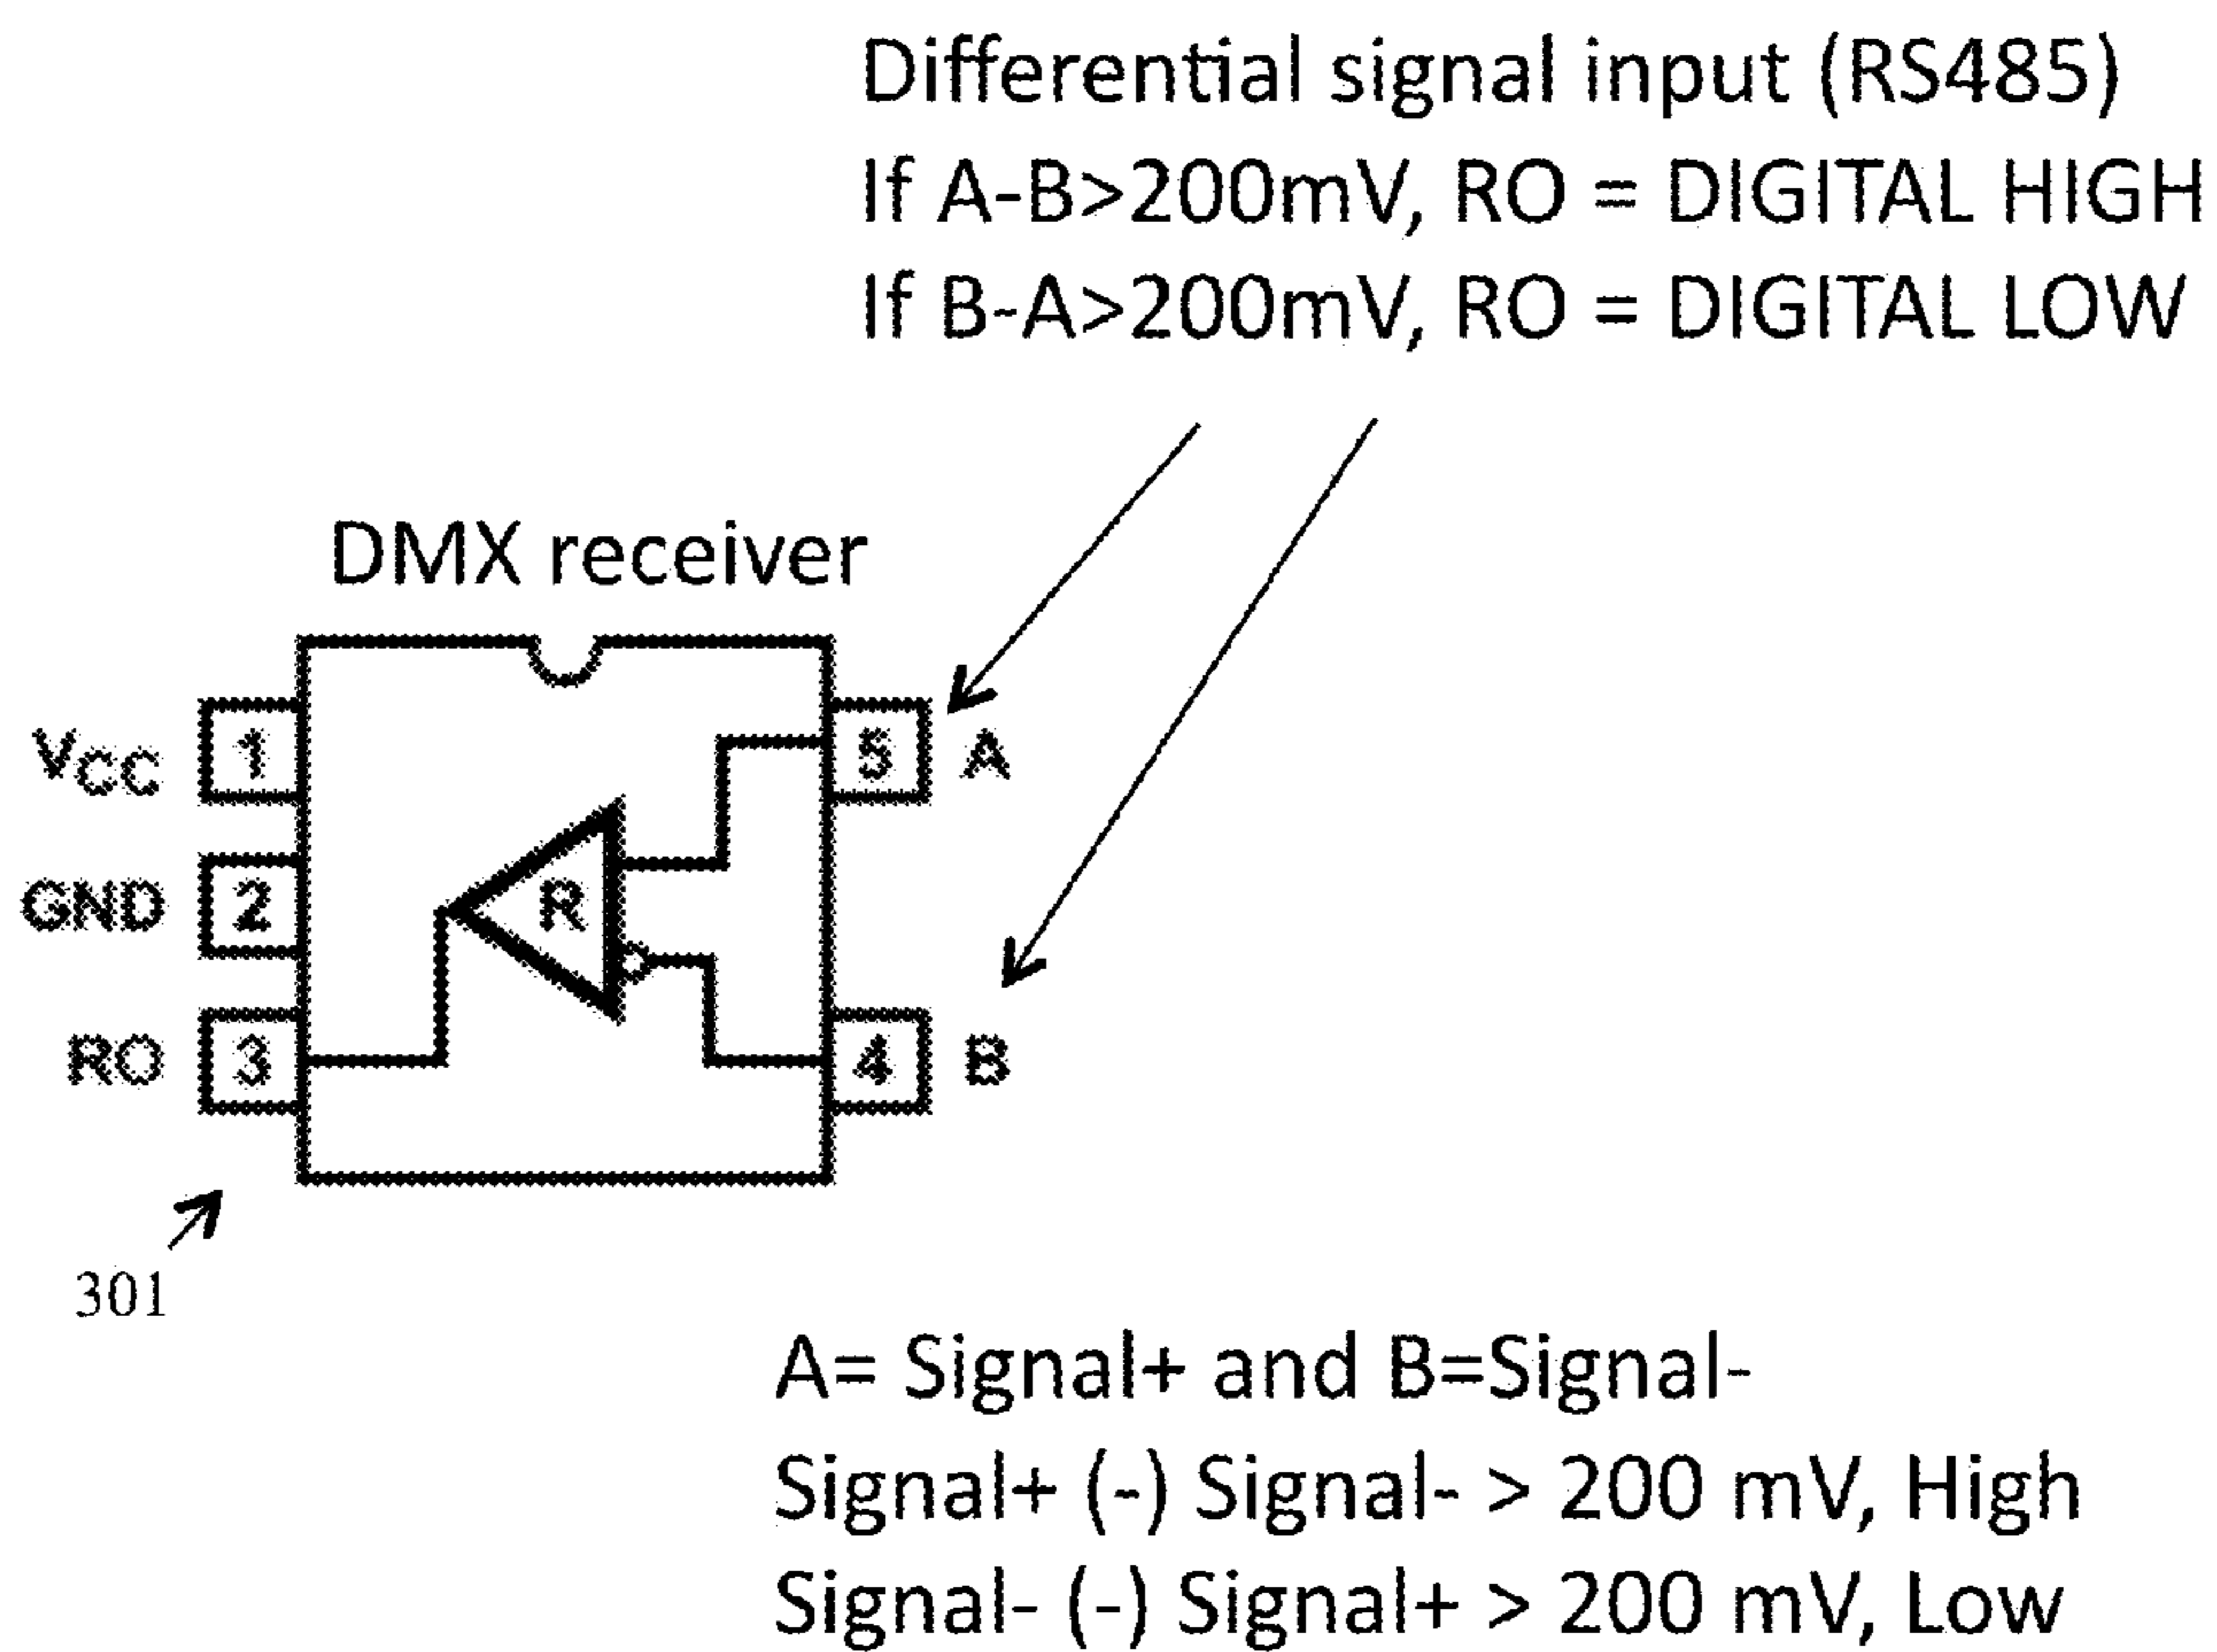 Differential signal input (RS485)
If A-B>200mV, RO = DIGITAL HIGH
If B-A>200mV, RO = DIGITAL LOW
DMX receiver
VCC 1
5 A
GND 2
R
RO 3
4 B
301
A= Signal+ and B=Signal-
Signal+ (-) Signal- > 200 mV, High
Signal- (-) Signal+ > 200 mV, Low